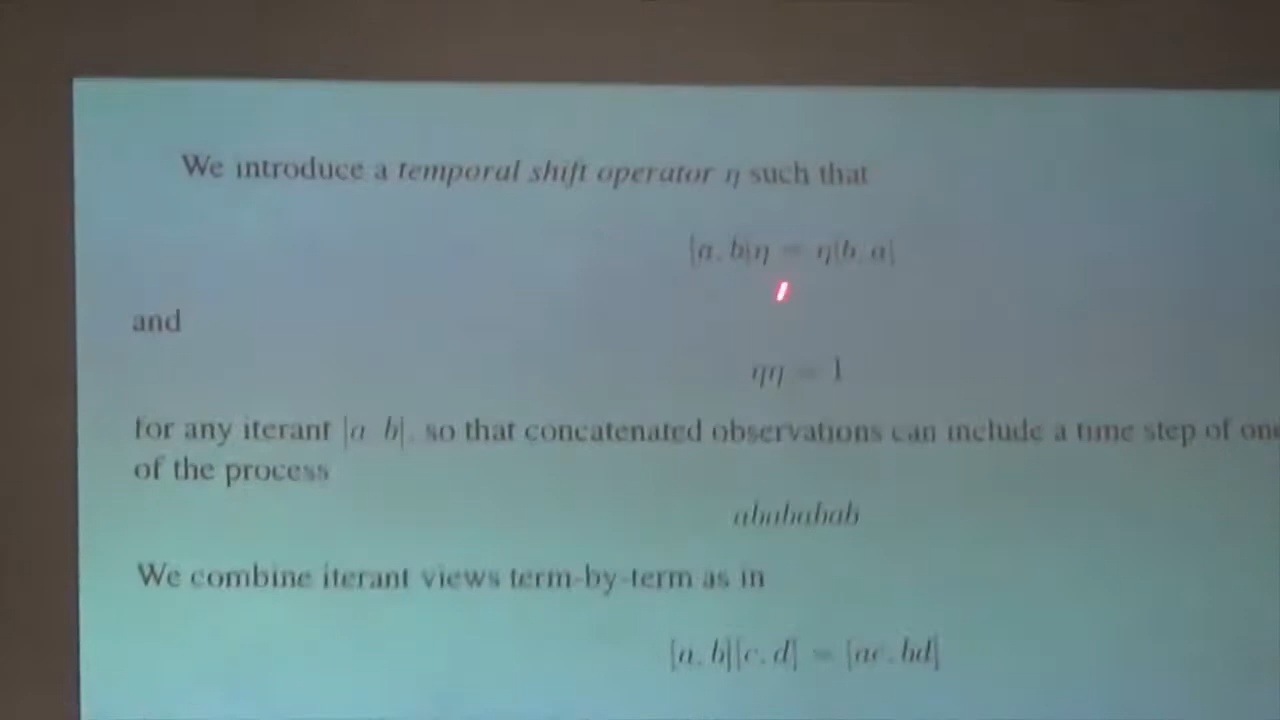 We introduce a temporal shift operator η such that
[a, b]η = η[b, a]
and
ηη = 1
for any iterant [a, b], so that concatenated observations can include a time step of one
of the process
abababab
We combine iterant views term-by-term as in
[a, b][c, d] = [ac, bd]